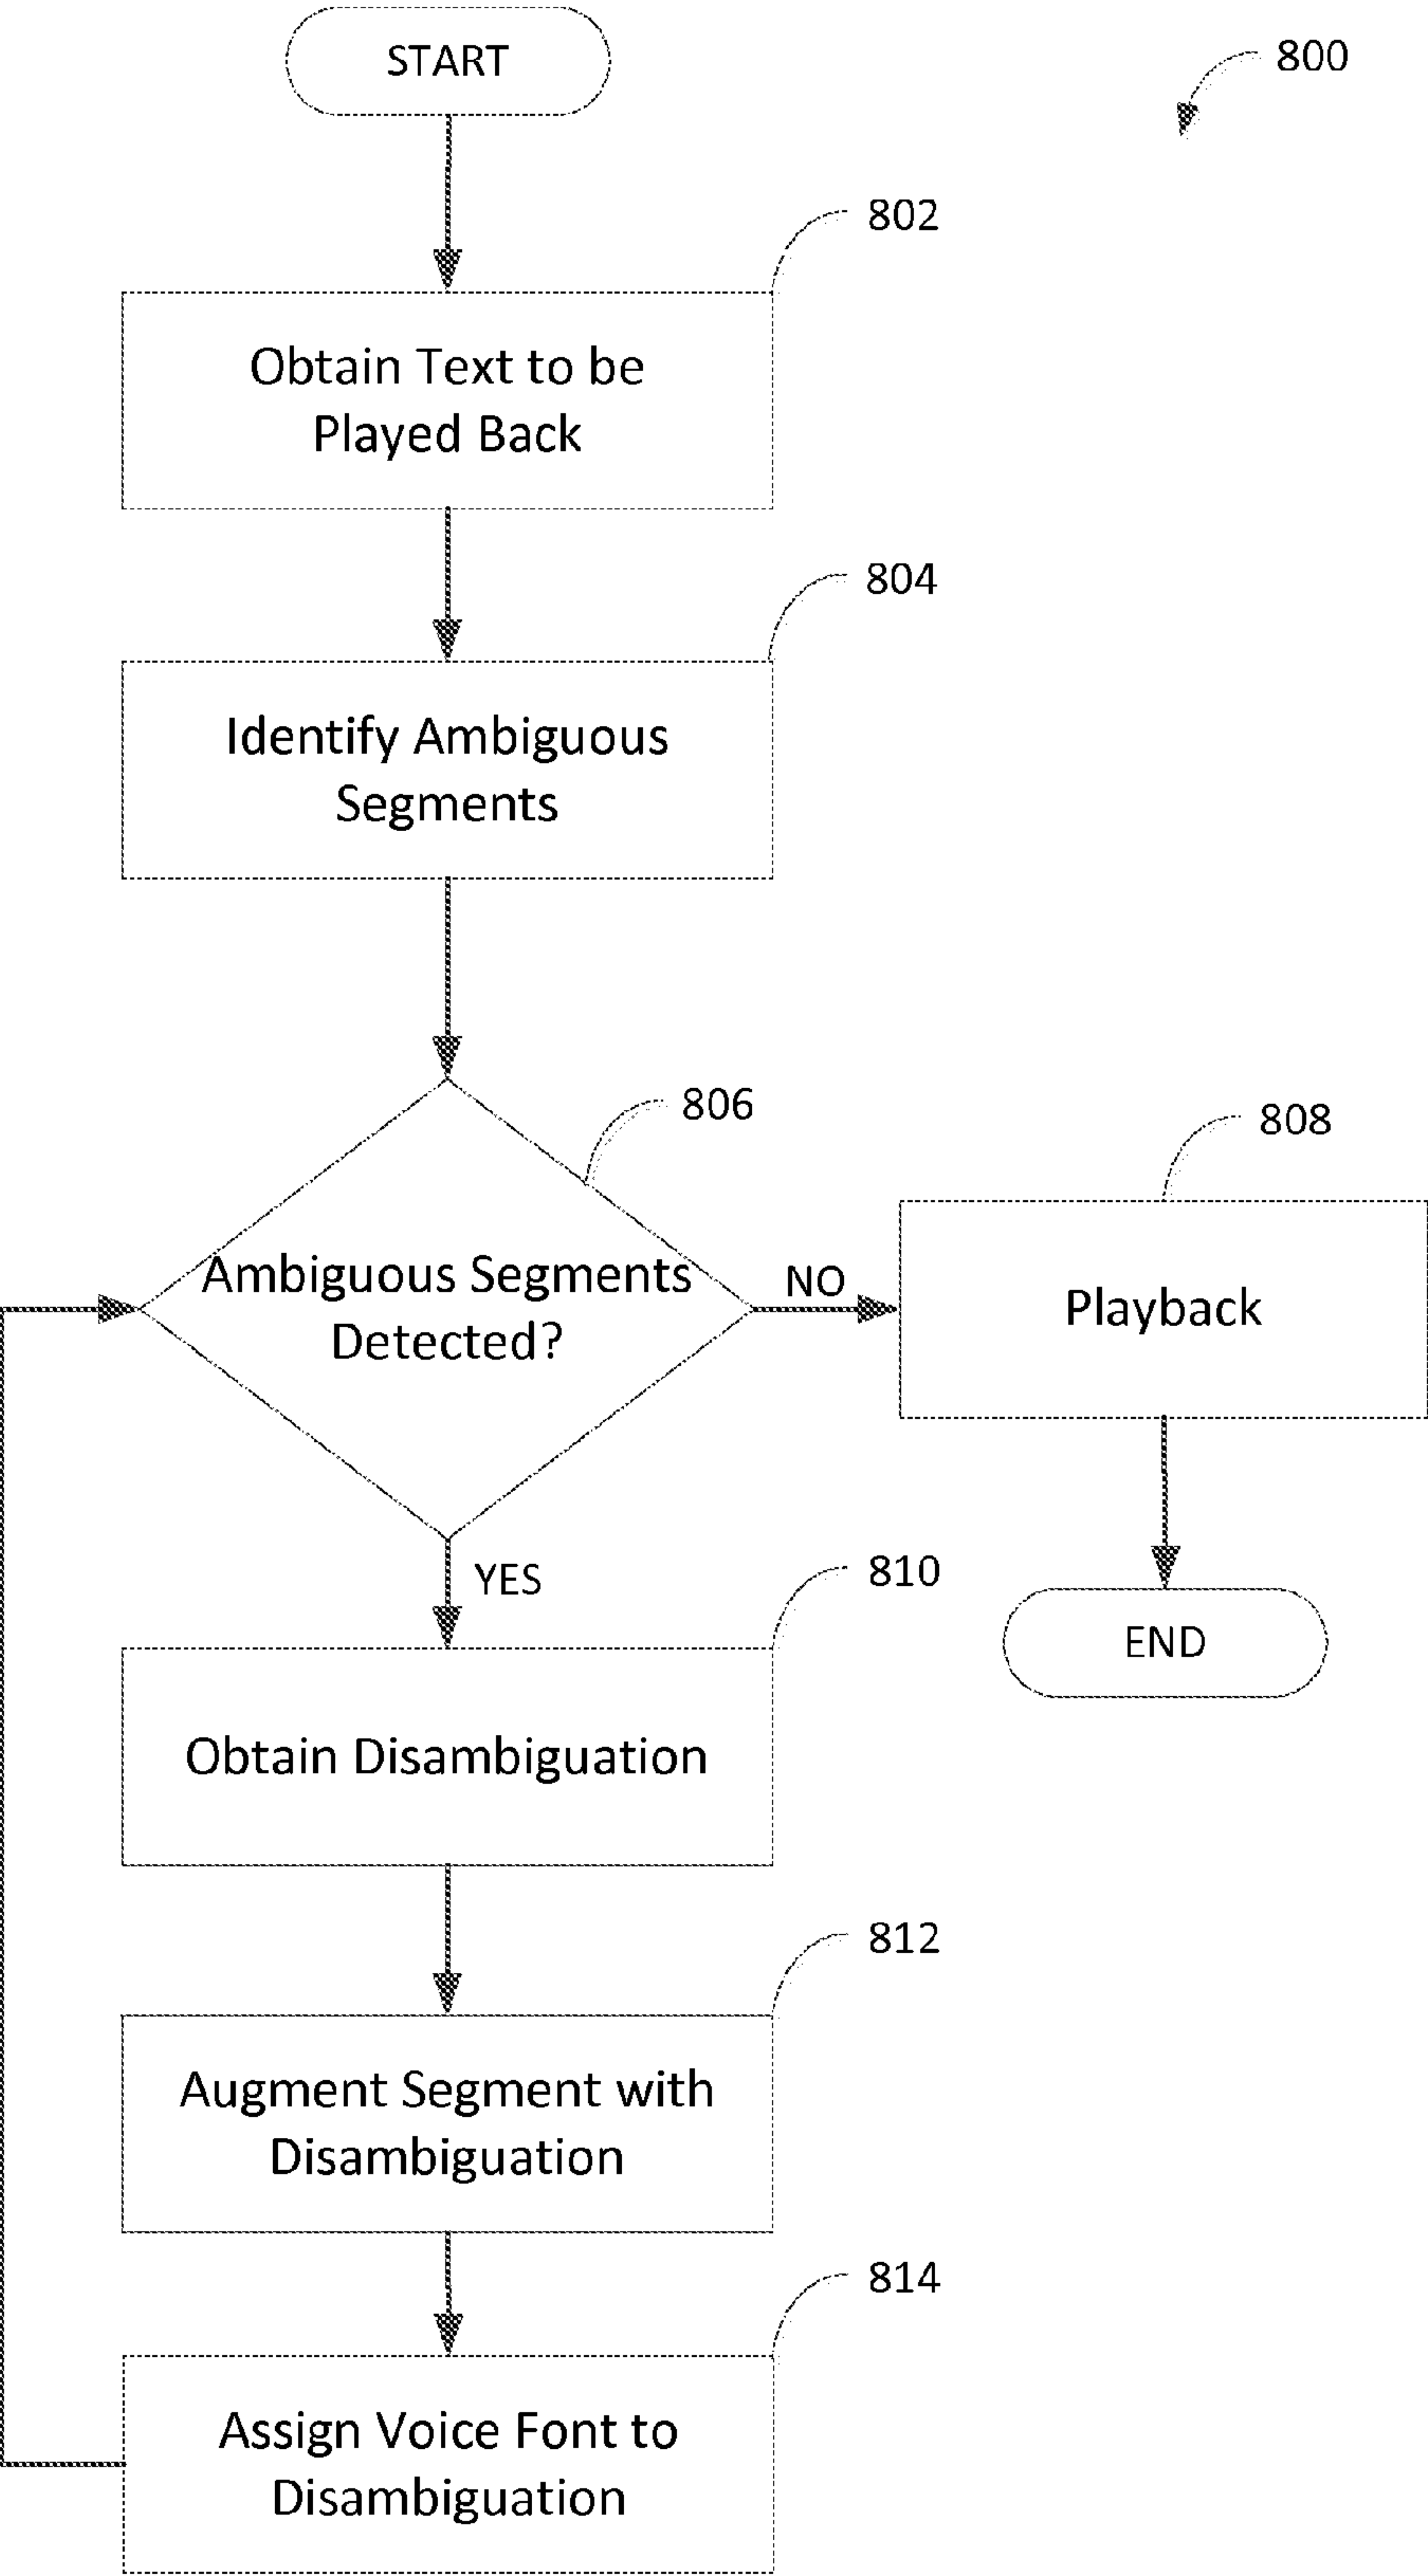 START
800
802
Obtain Text to be
Played Back
804
Identify Ambiguous
Segments
806
808
Ambiguous Segments
Detected?
NO
Playback
YES
810
END
Obtain Disambiguation
812
Augment Segment with
Disambiguation
814
Assign Voice Font to
Disambiguation